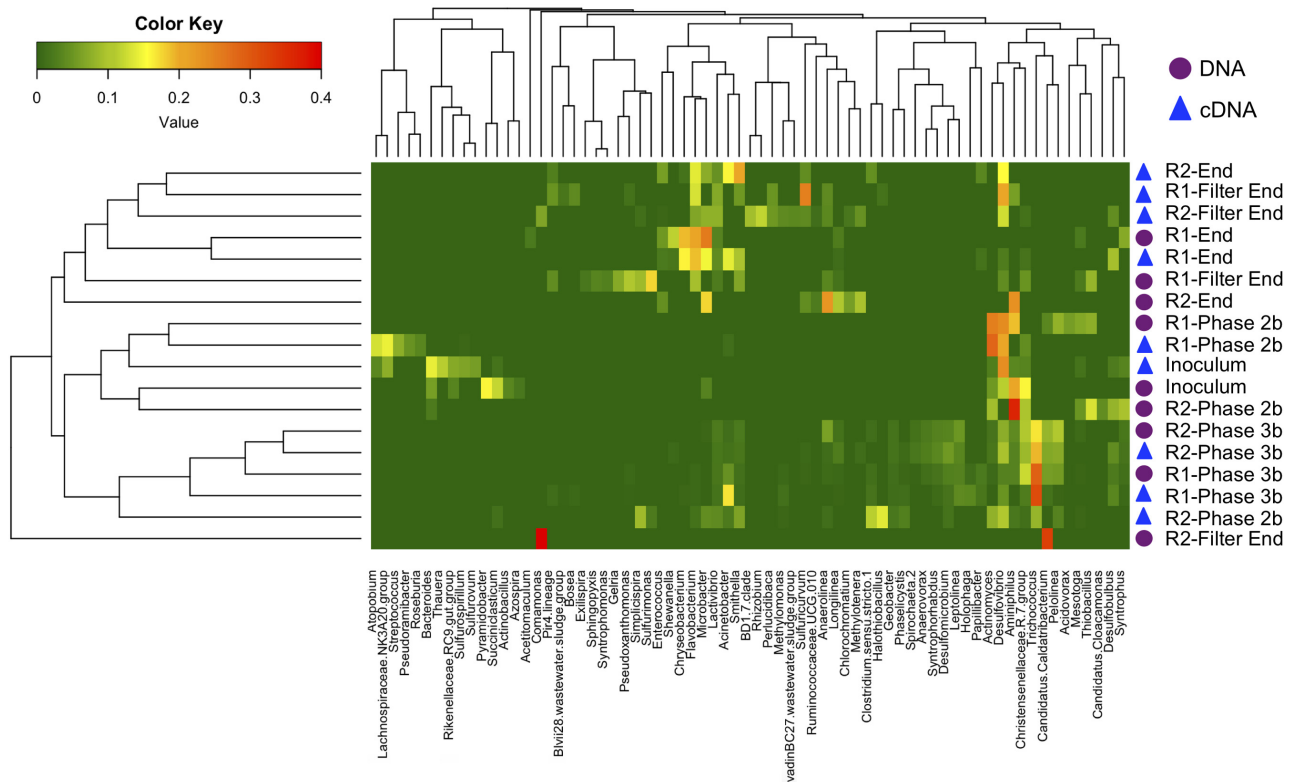 Color Key
0 0.1 0.2 0.3 0.4
Value
DNA
cDNA
R2-End
R1-Filter End
R2-Filter End
R1-End
R1-End
R1-Filter End
R2-End
R1-Phase 2b
R1-Phase 2b
Inoculum
Inoculum
R2-Phase 2b
R2-Phase 3b
R2-Phase 3b
R1-Phase 3b
R1-Phase 3b
R2-Phase 2b
R2-Filter End
Atopobium
Lachnospiraceae.NK3A20.group
Streptococcus
Pseudoramibacter
Roseburia
Bacteroides
Thauera
Rikenellaceae.RC9.gut.group
Sulfurospirillum
Sulfurovum
Pyramidobacter
Succiniclasticum
Actinobacillus
Azospira
Acetitomaculum
Comamonas
Pir4.lineage
Blvii28.wastewater.sludge.group
Bosea
Exilispira
Sphingopyxis
Syntrophomonas
Gelria
Pseudoxanthomonas
Simplicispira
Sulfurimonas
Enterococcus
Shewanella
Chryseobacterium
Flavobacterium
Microbacter
Lactivibrio
Acinetobacter
Smithella
BD1.7.clade
Rhizobium
Perlucidibaca
Methylomonas
vadinBC27.wastewater.sludge.group
Sulfuricurvum
Ruminococcaceae.UCG.010
Anaerolinea
Longilinea
Chlorochromatium
Methylotenera
Clostridium.sensu.stricto.1
Halothiobacillus
Geobacter
Phaselicystis
Spirochaeta.2
Anaerovorax
Syntrophorhabdus
Desulfomicrobium
Leptolinea
Holophaga
Papillibacter
Actinomyces
Desulfovibrio
Aminiphilus
Christensenellaceae.R.7.group
Trichococcus
Candidatus.Caldatribacterium
Petrimonas
Acidovorax
Mesotoga
Thiobacillus
Candidatus.Cloacamonas
Desulfobulbus
Syntrophus